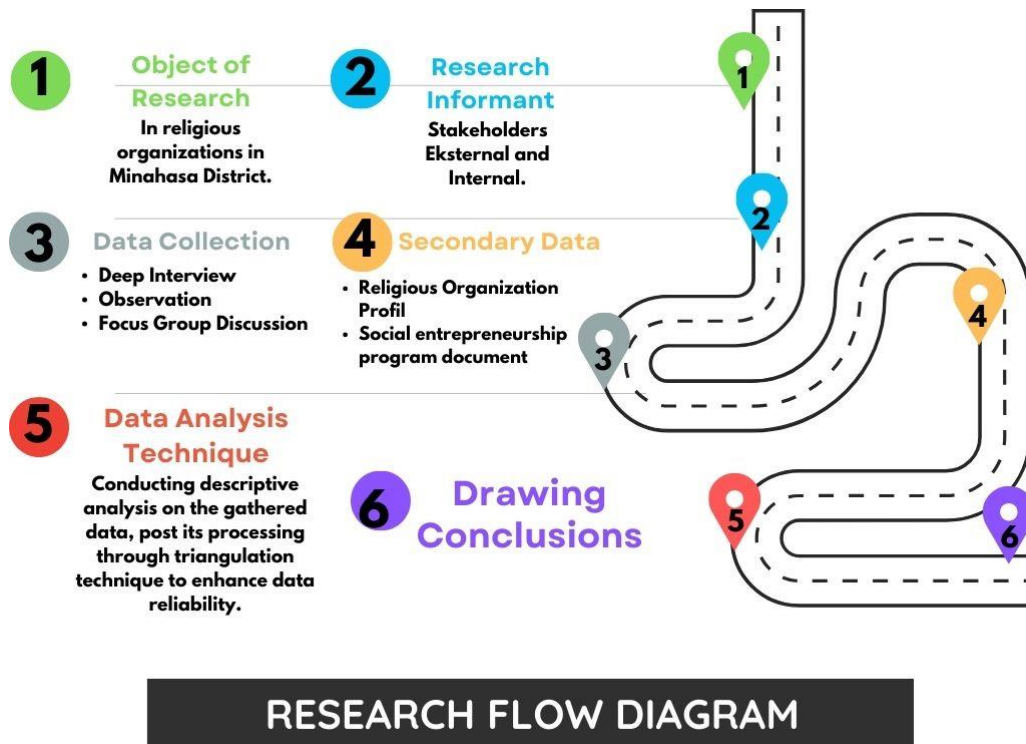 1
Object of
Research
In religious
organizations in
Minahasa District.
2
Research
Informant
Stakeholders
Eksternal and
Internal.
3
Data Collection
• Deep Interview
• Observation
• Focus Group Discussion
4
Secondary Data
• Religious Organization
Profil
• Social entrepreneurship
program document
5
Data Analysis
Technique
Conducting descriptive
analysis on the gathered
data, post its processing
through triangulation
technique to enhance data
reliability.
6
Drawing
Conclusions
1
2
3
4
5
6
RESEARCH FLOW DIAGRAM